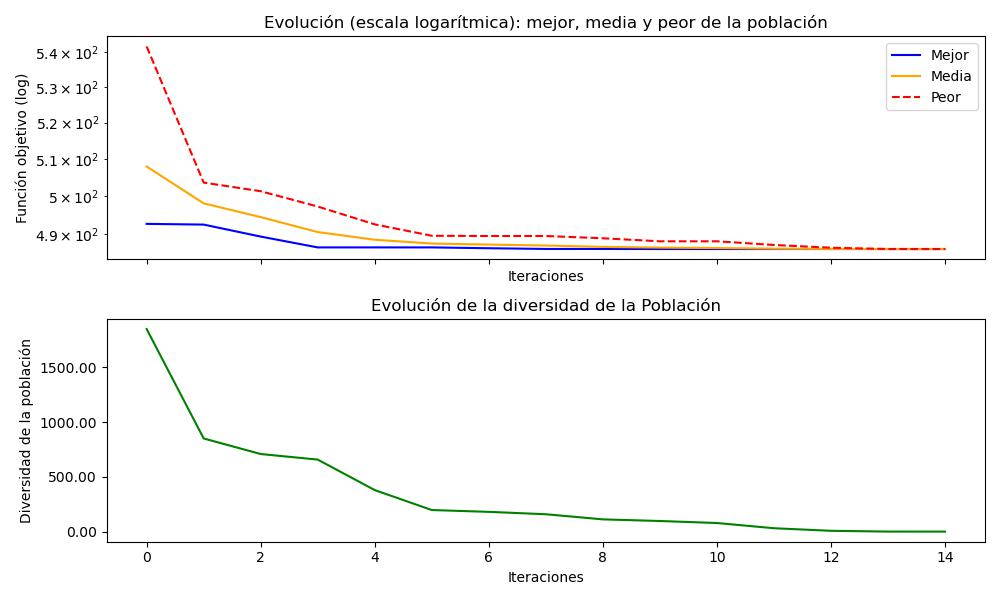 Evolución (escala logarítmica): mejor, media y peor de la población
Función objetivo (log)
5.4 × 10²
5.3 × 10²
5.2 × 10²
5.1 × 10²
5 × 10²
4.9 × 10²
Mejor
Media
Peor
Iteraciones
Evolución de la diversidad de la Población
Diversidad de la población
1500.00
1000.00
500.00
0.00
0 2 4 6 8 10 12 14
Iteraciones